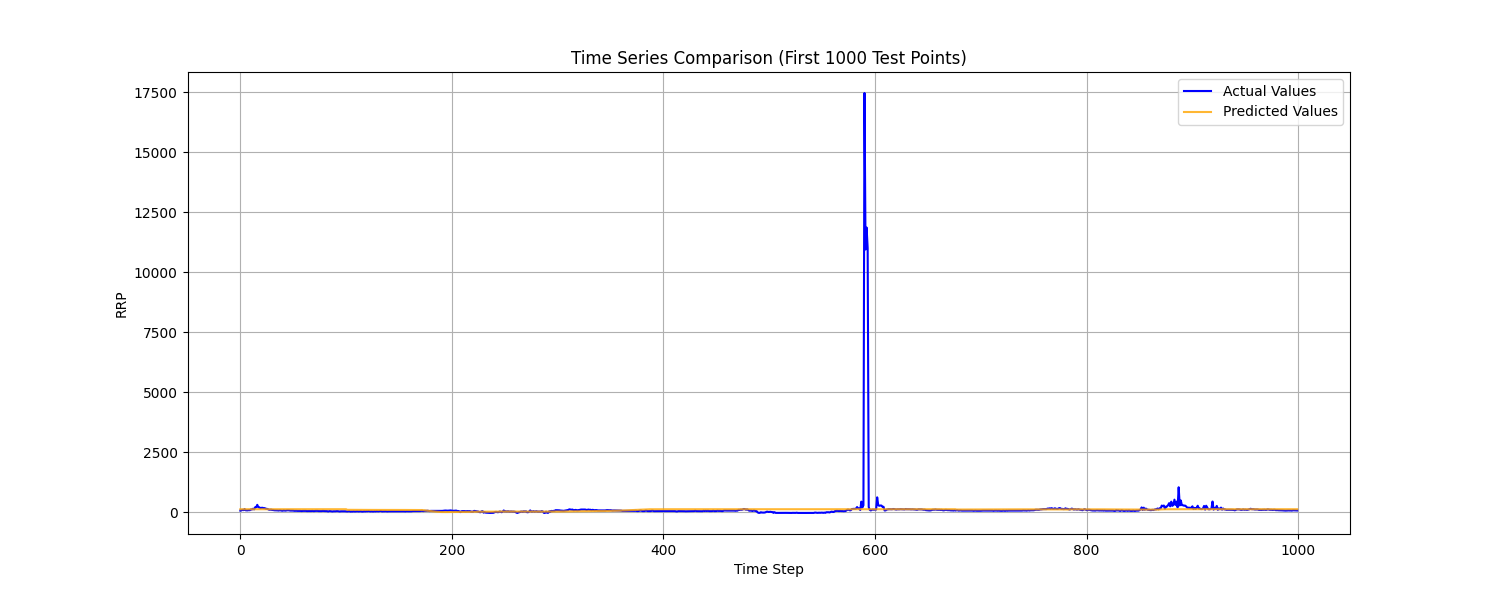 Time Series Comparison (First 1000 Test Points)
Actual Values
Predicted Values
17500
15000
12500
10000
7500
5000
2500
0
RRP
0 200 400 600 800 1000
Time Step